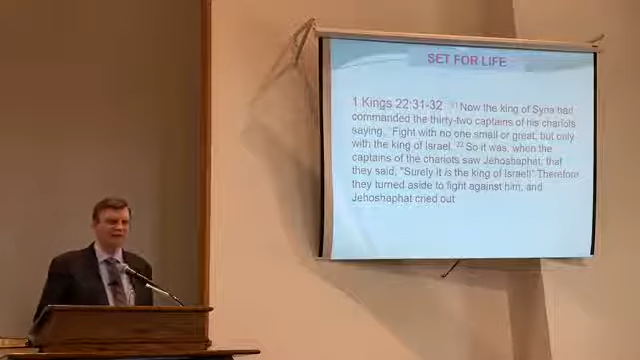 SET FOR LIFE
1 Kings 22:31-32 31 Now the king of Syria had
commanded the thirty-two captains of his chariots
saying, "Fight with no one small or great, but only
with the king of Israel. 32 So it was, when the
captains of the chariots saw Jehoshaphat, that
they said, "Surely it is the king of Israel!" Therefore
they turned aside to fight against him, and
Jehoshaphat cried out